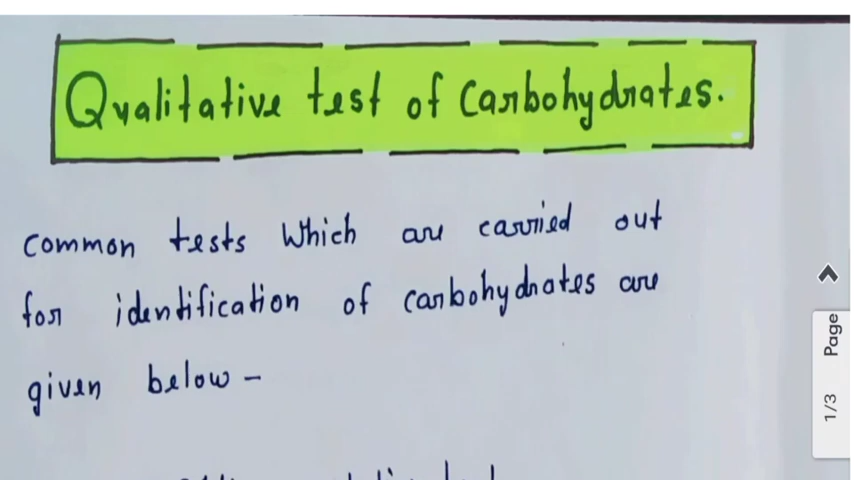 Qualitative test of Carbohydrates.
Common tests which are carried out
for identification of carbohydrates are
given below –
Page
1/3